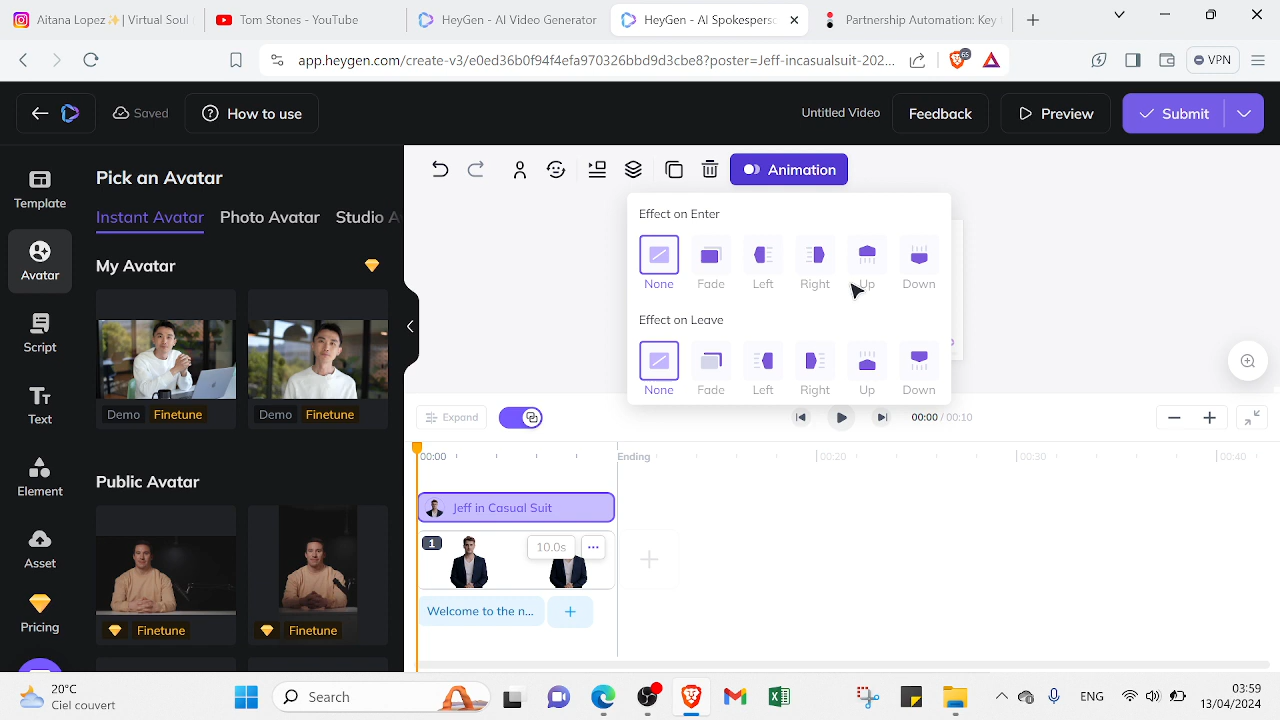 Aitana Lopez✨| Virtual Soul
Tom Stores - YouTube
HeyGen - AI Video Generator
HeyGen - AI Spokespers
Partnership Automation: Key
app.heygen.com/create-v3/e0ed36b0f94f4efa970326bbd9d3cbe8?poster=Jeff-incasualsuit-202...
65
VPN
Saved
How to use
Untitled Video
Feedback
Preview
Submit
Template
Avatar
Script
Text
Element
Asset
Pricing
Pick an Avatar
Instant Avatar
Photo Avatar
Studio A
My Avatar
Demo
Finetune
Demo
Finetune
Public Avatar
Finetune
Finetune
Animation
Effect on Enter
None
Fade
Left
Right
Up
Down
Effect on Leave
None
Fade
Left
Right
Up
Down
Expand
00:00 / 00:10
00:00
Ending
00:20
00:30
00:40
Jeff in Casual Suit
1
10.0s
Welcome to the n...
20°C
Ciel couvert
Search
ENG
03:59
13/04/2024